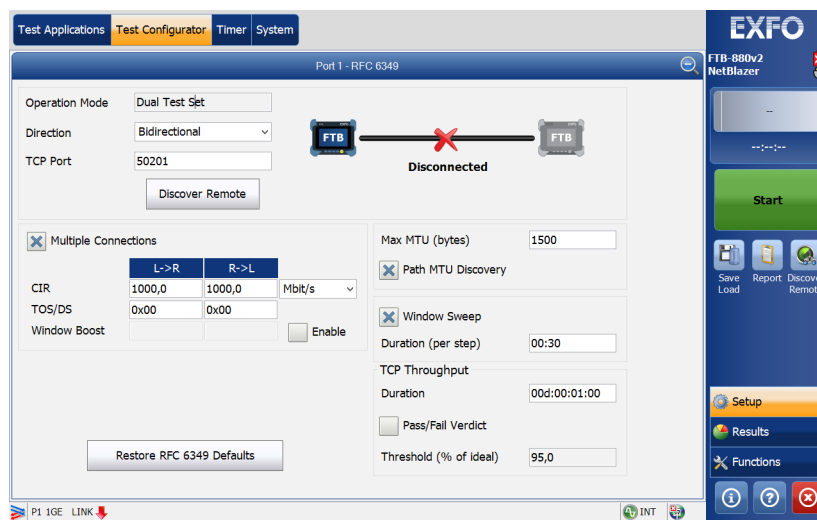 Test Applications Test Configurator Timer System
EXFO
Port 1 - RFC 6349
FTB-880v2
NetBlazer
Operation Mode Dual Test Set
Direction Bidirectional
FTB FTB
TCP Port 50201
Disconnected
Discover Remote
--
--:--:--
Start
Multiple Connections
L->R R->L
CIR 1000,0 1000,0 Mbit/s
TOS/DS 0x00 0x00
Window Boost Enable
Max MTU (bytes) 1500
Path MTU Discovery
Window Sweep
Duration (per step) 00:30
TCP Throughput
Duration 00d:00:01:00
Pass/Fail Verdict
Threshold (% of ideal) 95,0
Restore RFC 6349 Defaults
Save Report Discove
Load Remot
Setup
Results
Functions
P1 1GE LINK INT